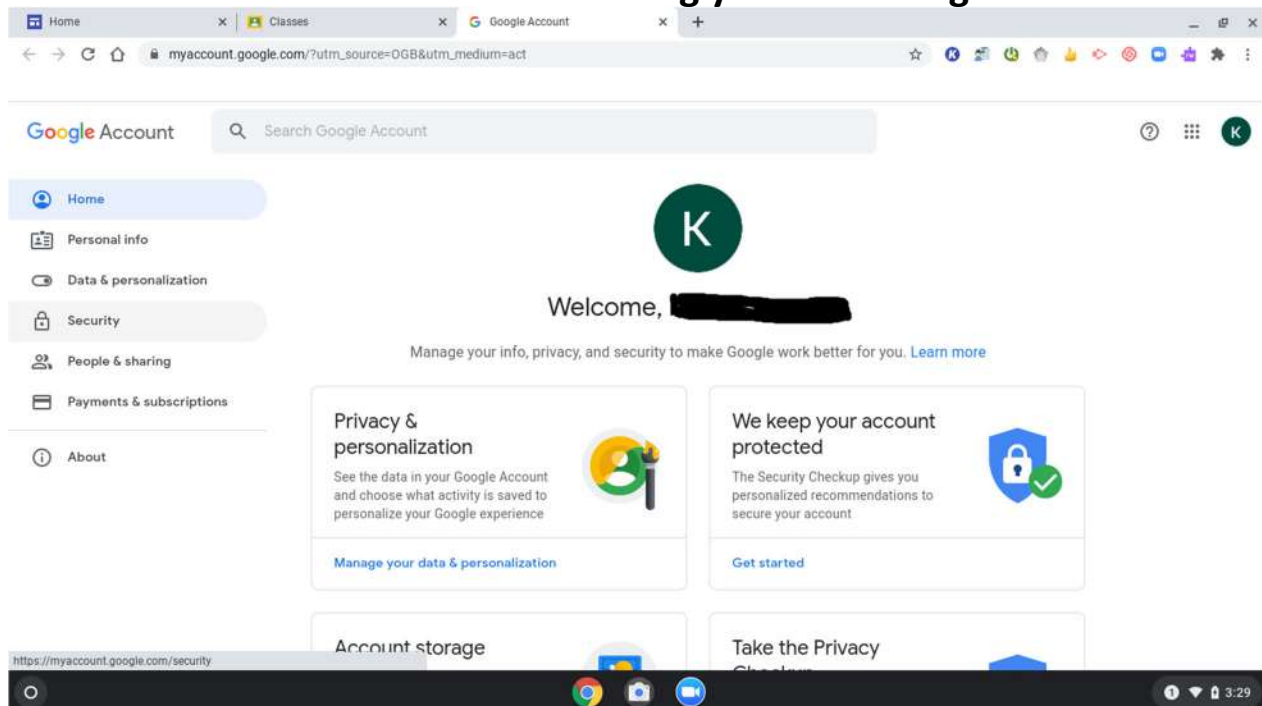 Home
Classes
Google Account
myaccount.google.com/?utm_source=OGB&utm_medium=act
Google Account
Search Google Account
K
Home
Personal info
Data & personalization
Security
People & sharing
Payments & subscriptions
About
K
Welcome,
Manage your info, privacy, and security to make Google work better for you. Learn more
Privacy &
personalization
See the data in your Google Account
and choose what activity is saved to
personalize your Google experience
Manage your data & personalization
We keep your account
protected
The Security Checkup gives you
personalized recommendations to
secure your account
Get started
Account storage
Take the Privacy
Checkup
https://myaccount.google.com/security
1
3:29